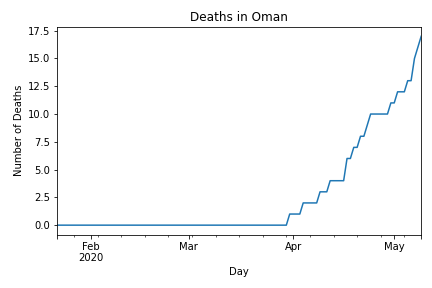 Deaths in Oman
17.5
15.0
12.5
10.0
7.5
5.0
2.5
0.0
Number of Deaths
Feb
2020
Mar
Apr
May
Day